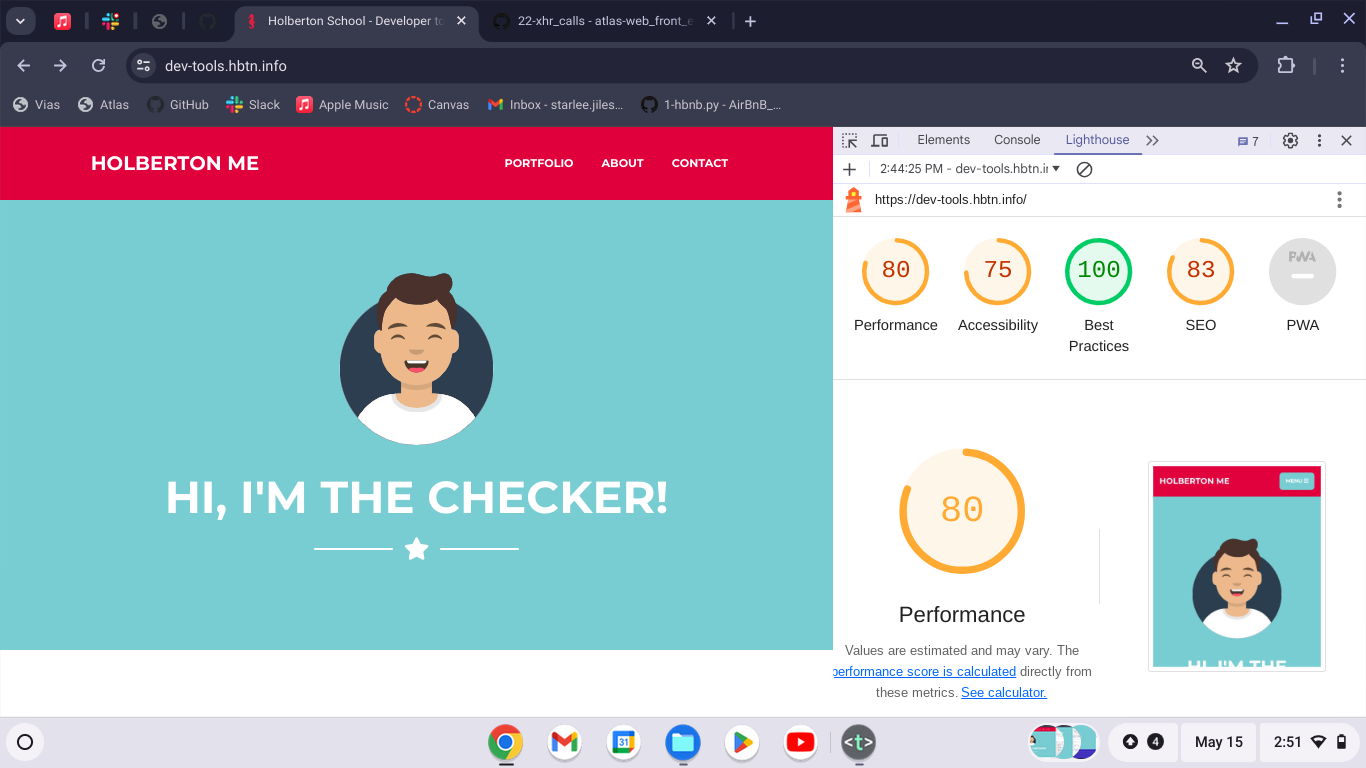 Holberton School - Developer to
22-xhr_calls - atlas-web_front_e
dev-tools.hbtn.info
Vias
Atlas
GitHub
Slack
Apple Music
Canvas
Inbox - starlee.jiles...
1-hbnb.py - AirBnB_...
HOLBERTON ME
PORTFOLIO
ABOUT
CONTACT
HI, I'M THE CHECKER!
Elements
Console
Lighthouse
7
2:44:25 PM - dev-tools.hbtn.ir
https://dev-tools.hbtn.info/
80
75
100
83
PWA
Performance
Accessibility
Best
Practices
SEO
PWA
80
Performance
Values are estimated and may vary. The
performance score is calculated directly from
these metrics. See calculator.
HOLBERTON ME
MENU
HI, I'M THE
31
<t>
4
May 15
2:51